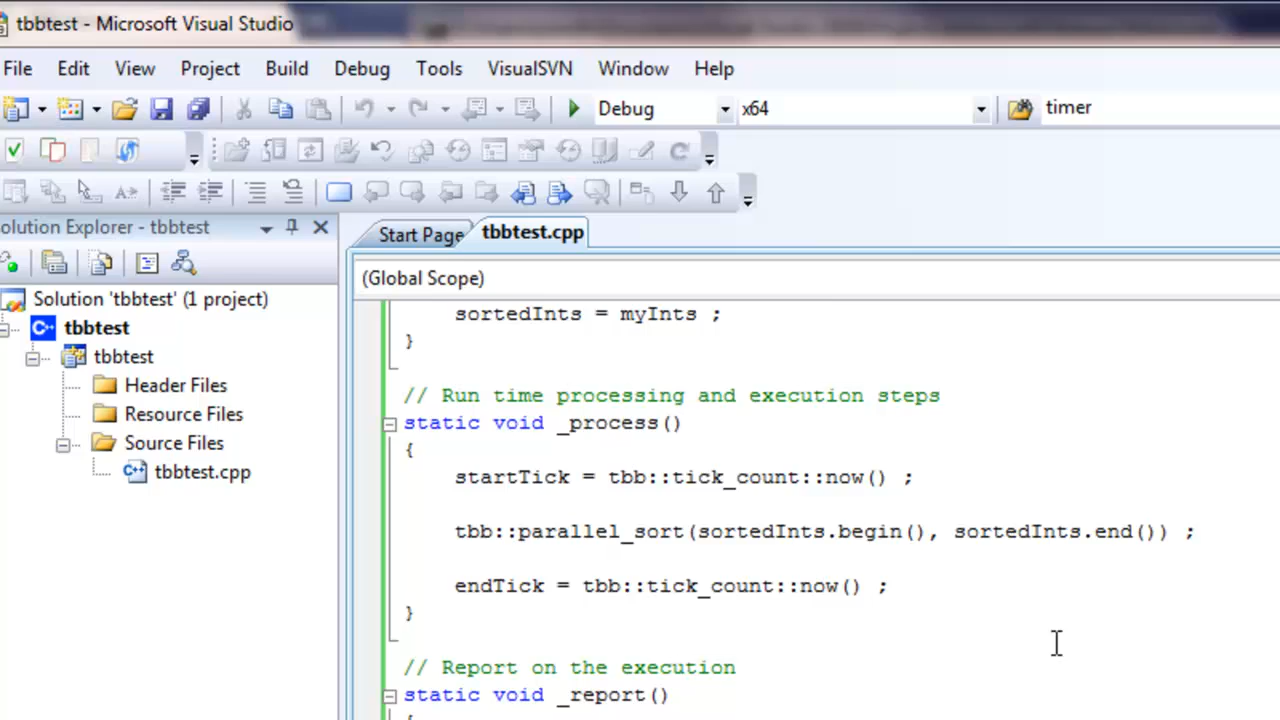 tbbtest - Microsoft Visual Studio
File Edit View Project Build Debug Tools VisualSVN Window Help
Debug x64 timer
olution Explorer - tbbtest
Start Page tbbtest.cpp
(Global Scope)
Solution 'tbbtest' (1 project)
tbbtest
tbbtest
Header Files
Resource Files
Source Files
tbbtest.cpp
sortedInts = myInts ;
}
// Run time processing and execution steps
static void _process()
{
startTick = tbb::tick_count::now() ;
tbb::parallel_sort(sortedInts.begin(), sortedInts.end()) ;
endTick = tbb::tick_count::now() ;
}
// Report on the execution
static void _report()
{